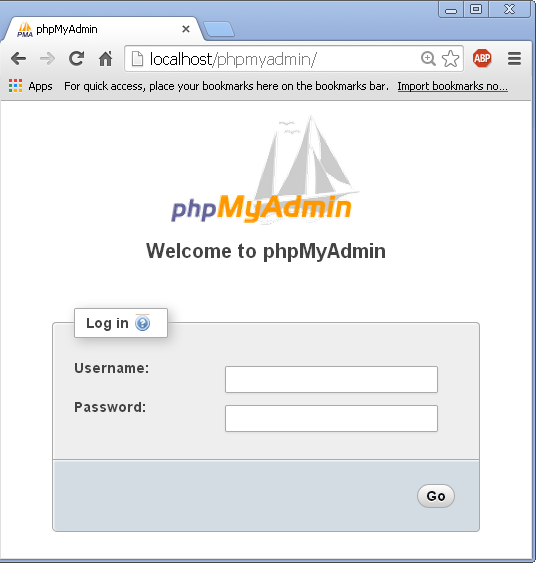 PMA phpMyAdmin
localhost/phpmyadmin/
ABP
Apps For quick access, place your bookmarks here on the bookmarks bar. Import bookmarks no...
phpMyAdmin
Welcome to phpMyAdmin
Log in ?
Username:
Password:
Go